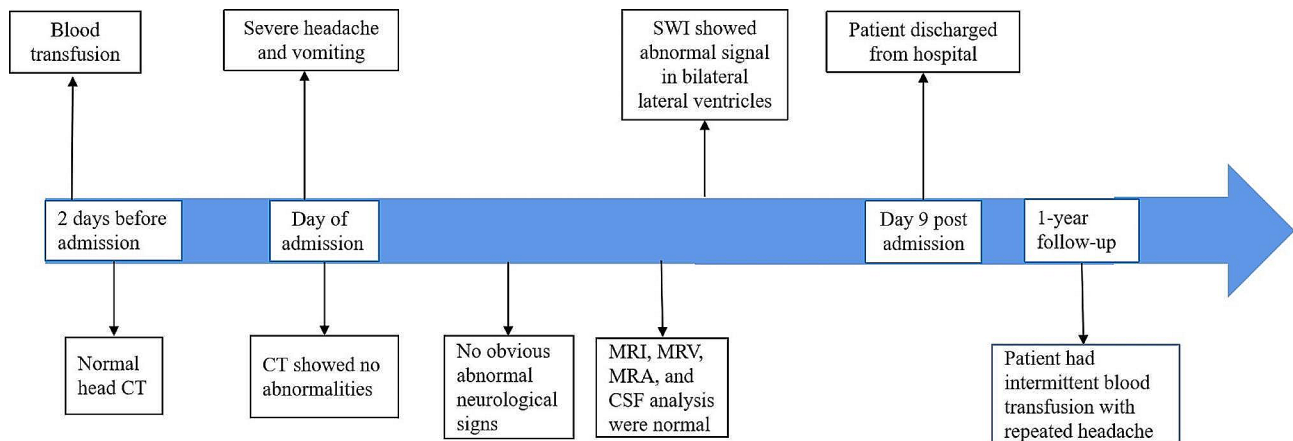 Blood
transfusion
Severe headache
and vomiting
SWI showed
abnormal signal
in bilateral
lateral ventricles
Patient discharged
from hospital
2 days before
admission
Day of
admission
Day 9 post
admission
1-year
follow-up
Normal
head CT
CT showed no
abnormalities
No obvious
abnormal
neurological
signs
MRI, MRV,
MRA, and
CSF analysis
were normal
Patient had
intermittent blood
transfusion with
repeated headache